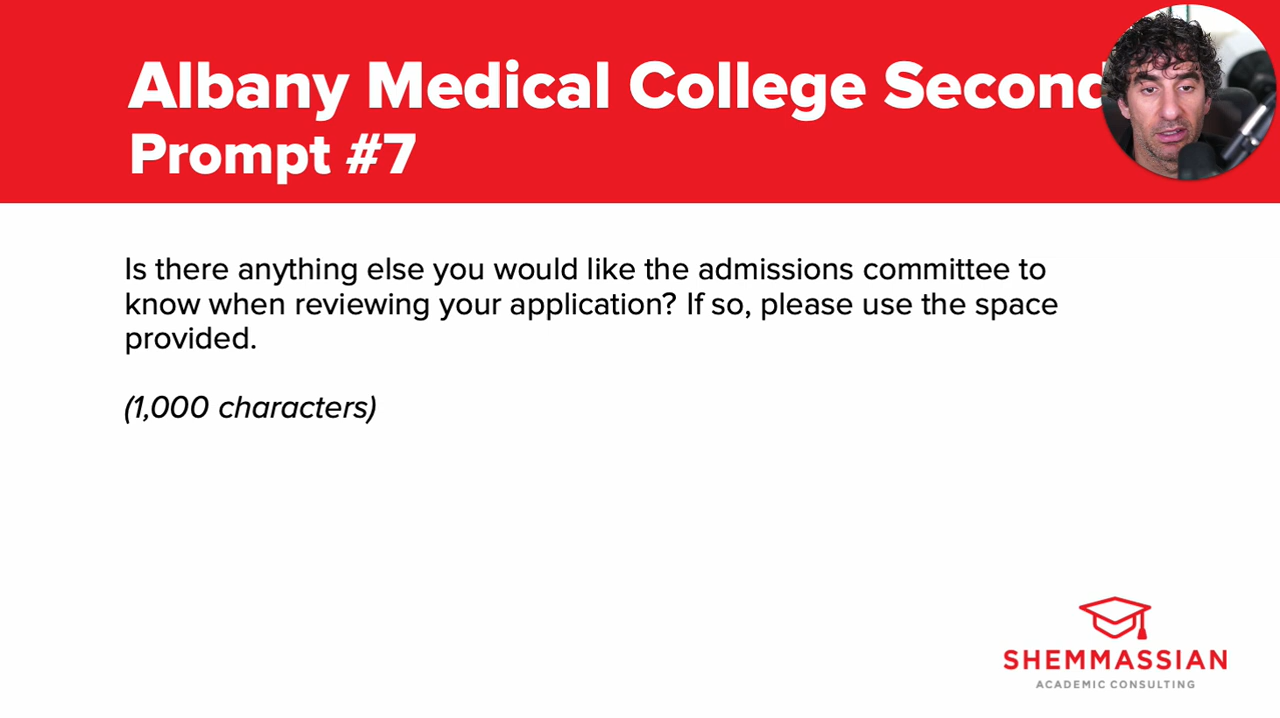 Albany Medical College Second
Prompt #7
Is there anything else you would like the admissions committee to
know when reviewing your application? If so, please use the space
provided.
(1,000 characters)
SHEMMASSIAN
ACADEMIC CONSULTING